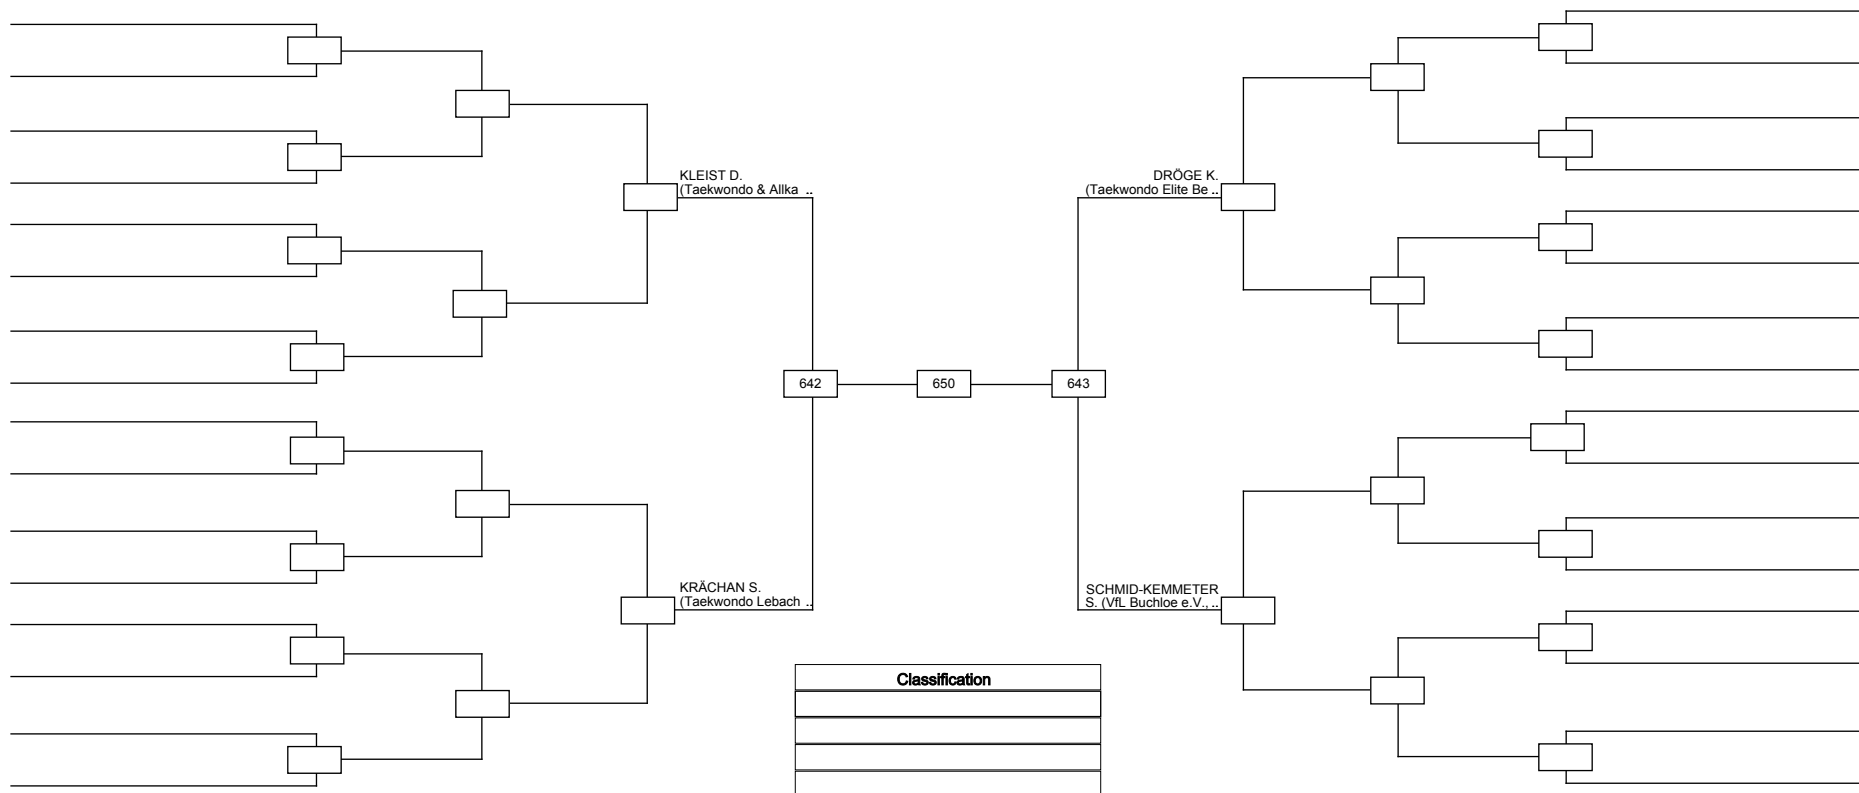 KLEIST D.
(Taekwondo & Allka ..
DRÖGE K.
(Taekwondo Elite Be ..
642
650
643
KRÄCHAN S.
(Taekwondo Lebach ..
SCHMID-KEMMETER
S. (VfL Buchloe e.V., ..
Classification